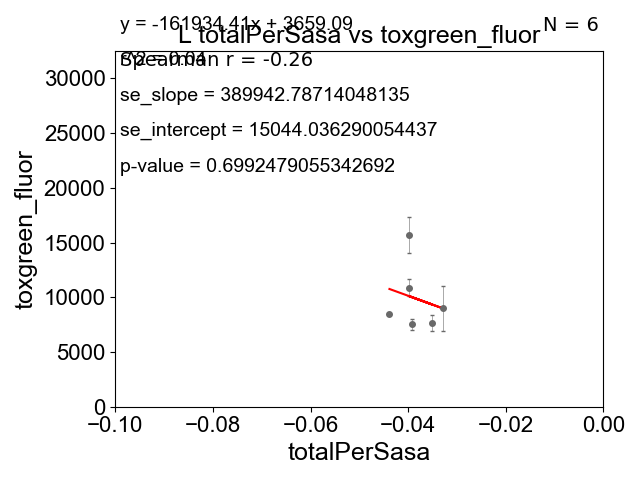 y = -161934.41x + 3659.09
N = 6
L totalPerSasa vs toxgreen_fluor
r^2 = 0.04
Spearman r = -0.26
se_slope = 389942.78714048135
se_intercept = 15044.036290054437
p-value = 0.6992479055342692
toxgreen_fluor
30000
25000
20000
15000
10000
5000
0
−0.10 −0.08 −0.06 −0.04 −0.02 0.00
totalPerSasa